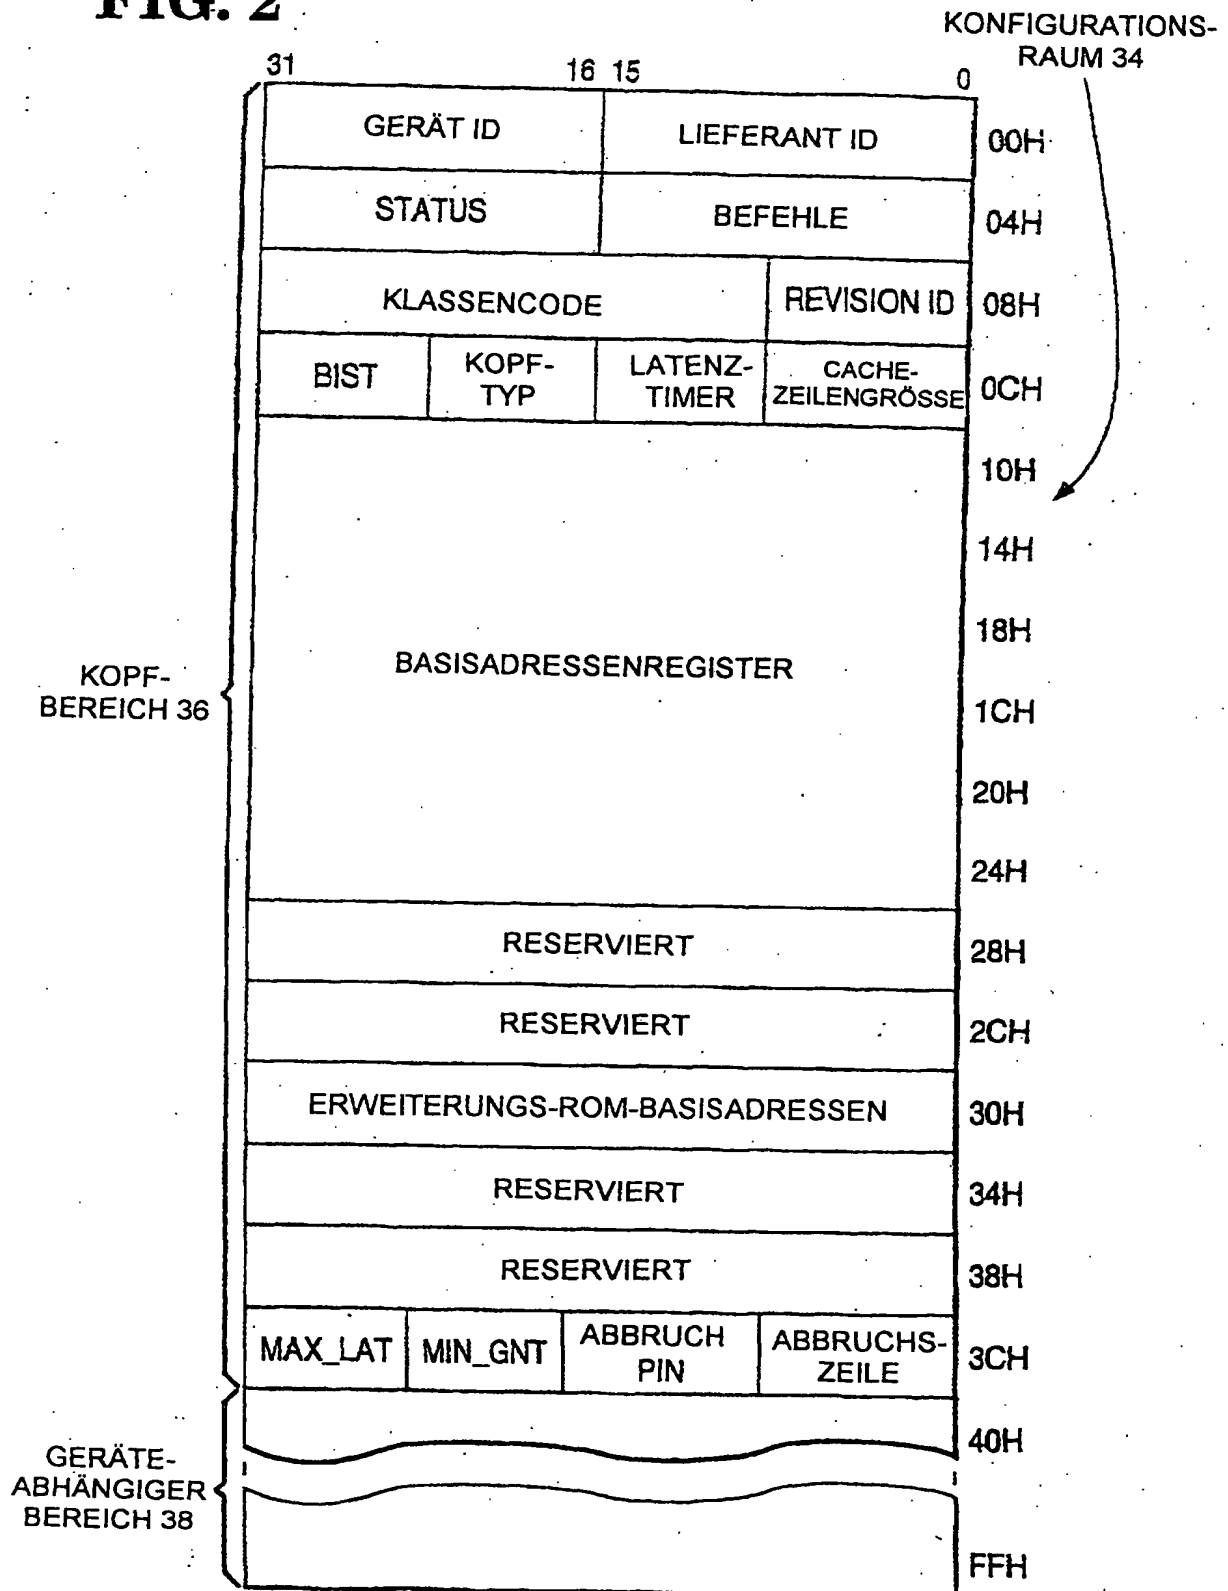 FIG. 2
KONFIGURATIONS-
RAUM 34
31 16 15 0
GERÄT ID LIEFERANT ID 00H
STATUS BEFEHLE 04H
KLASSENCODE REVISION ID 08H
BIST KOPF-
TYP LATENZ-
TIMER CACHE-
ZEILENGRÖSSE 0CH
10H
14H
18H
BASISADRESSENREGISTER
KOPF-
BEREICH 36
1CH
20H
24H
RESERVIERT 28H
RESERVIERT 2CH
ERWEITERUNGS-ROM-BASISADRESSEN 30H
RESERVIERT 34H
RESERVIERT 38H
MAX_LAT MIN_GNT ABBRUCH
PIN ABBRUCHS-
ZEILE 3CH
40H
GERÄTE-
ABHÄNGIGER
BEREICH 38
FFH